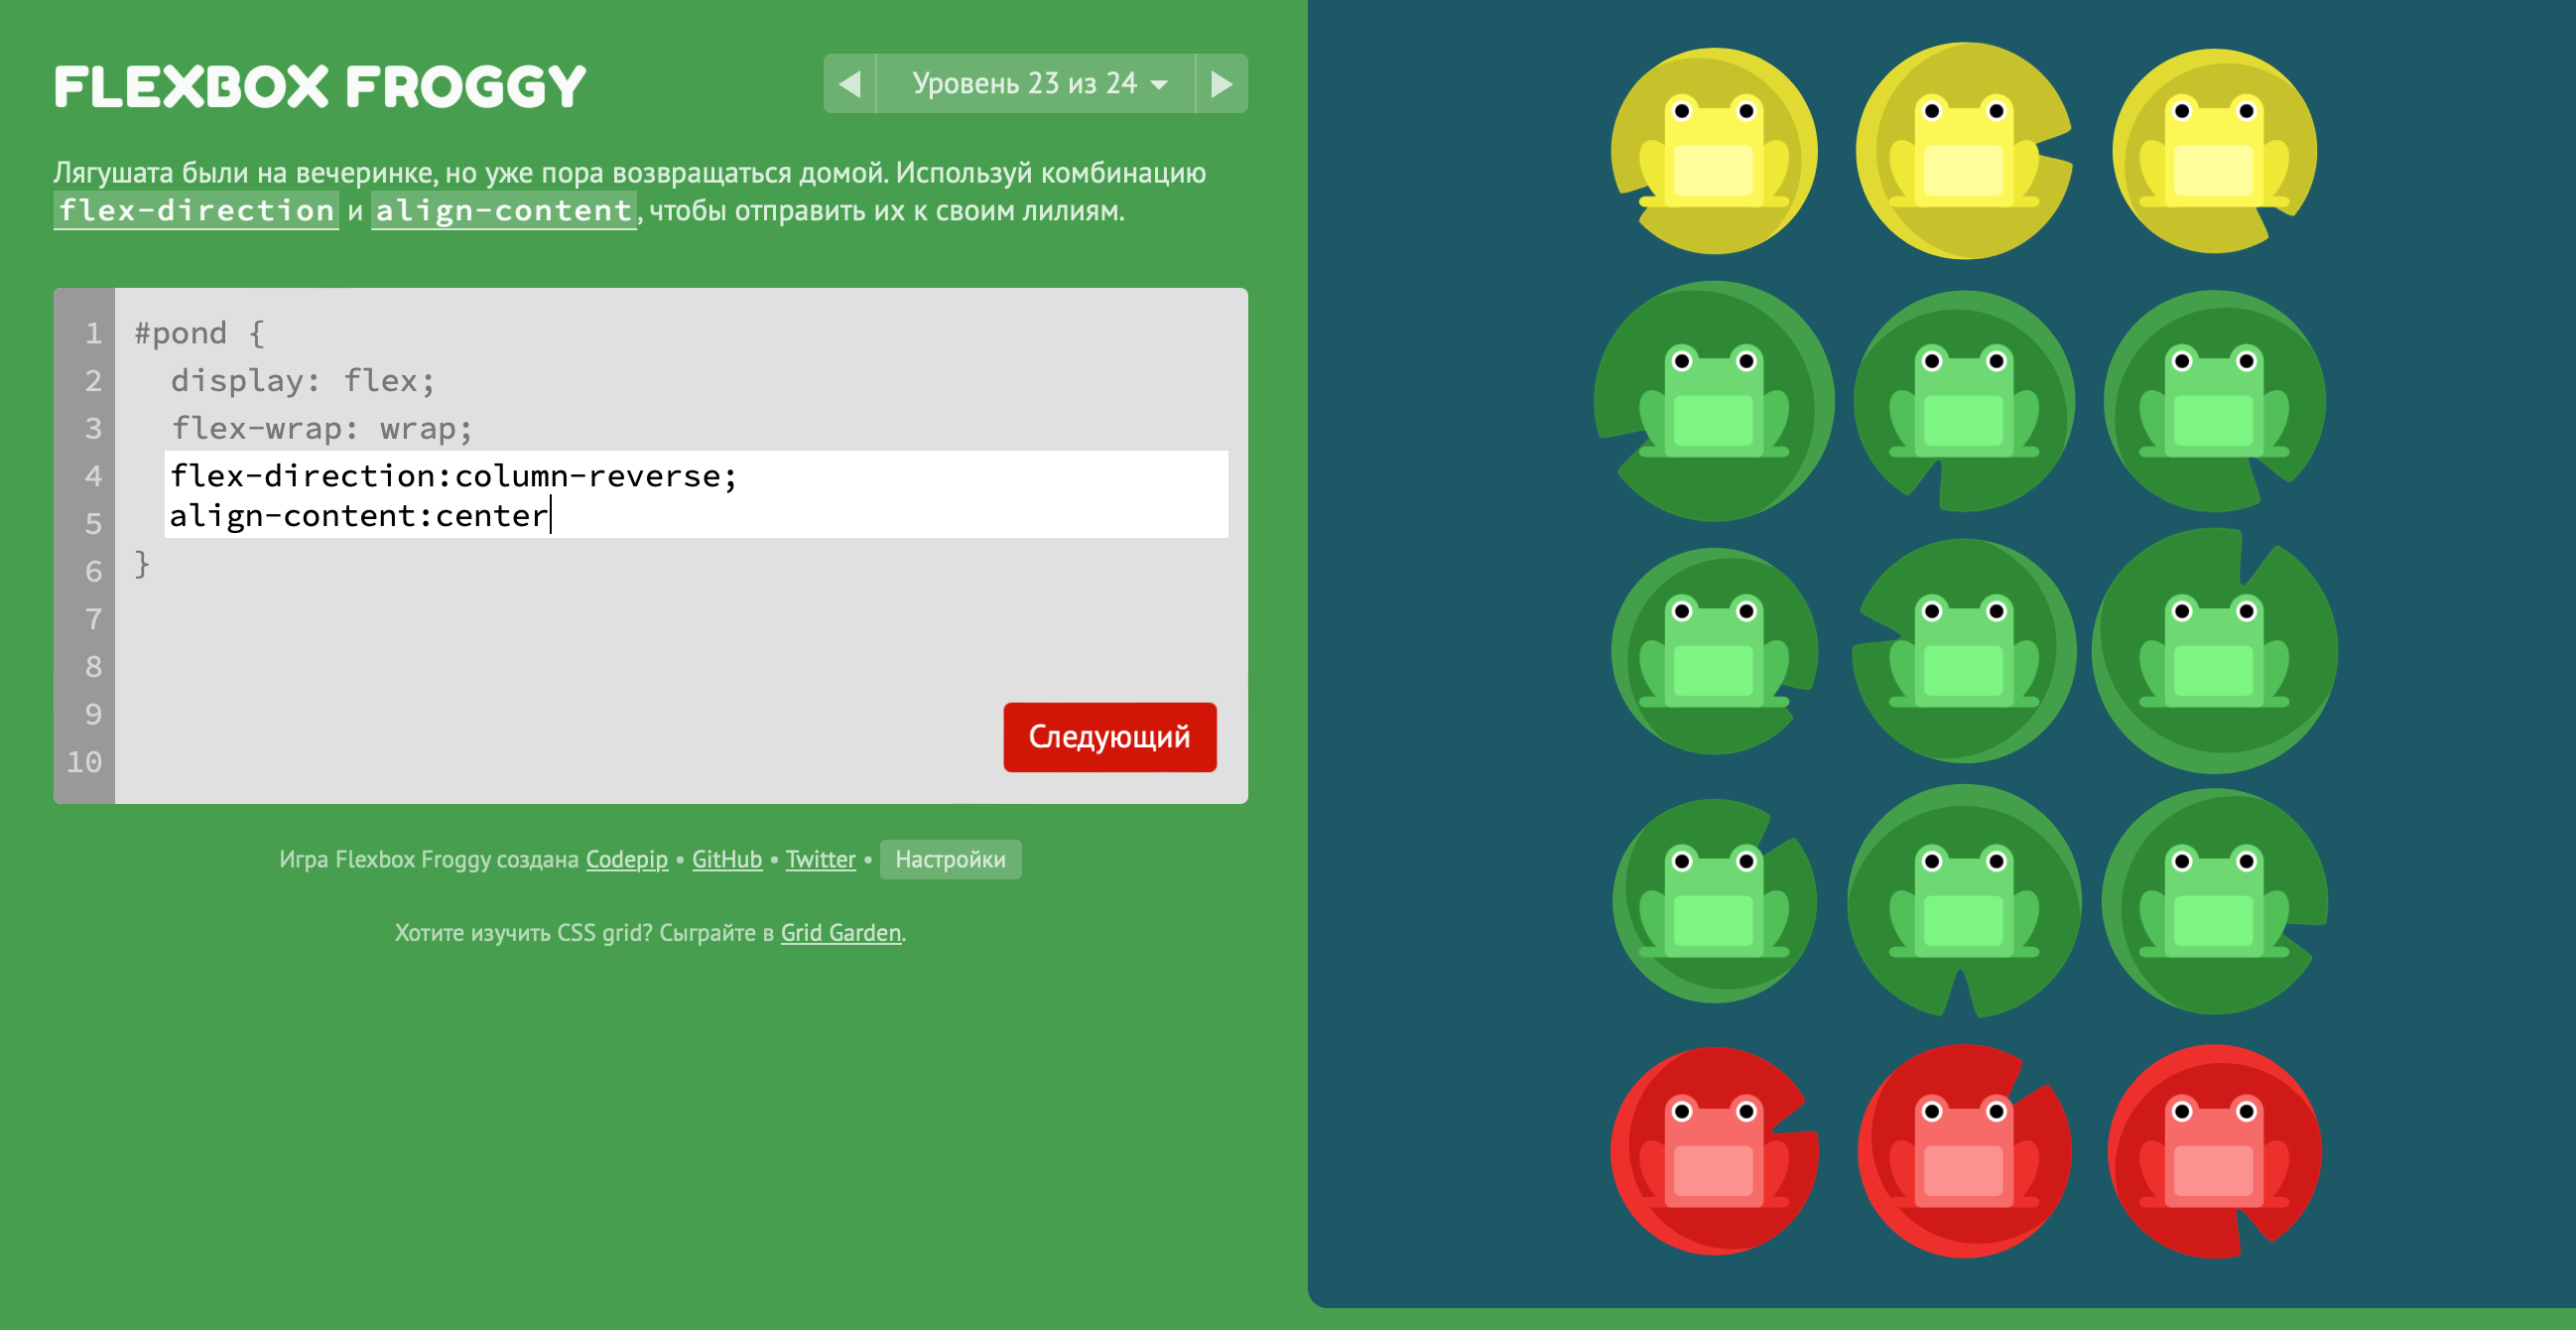 FLEXBOX FROGGY
Уровень 23 из 24
Лягушата были на вечеринке, но уже пора возвращаться домой. Используй комбинацию
flex-direction и align-content, чтобы отправить их к своим лилиям.
1 #pond {
2 display: flex;
3 flex-wrap: wrap;
4 flex-direction:column-reverse;
5 align-content:center
6 }
7
8
9
10
Следующий
Игра Flexbox Froggy создана Codepip • GitHub • Twitter • Настройки
Хотите изучить CSS grid? Сыграйте в Grid Garden.